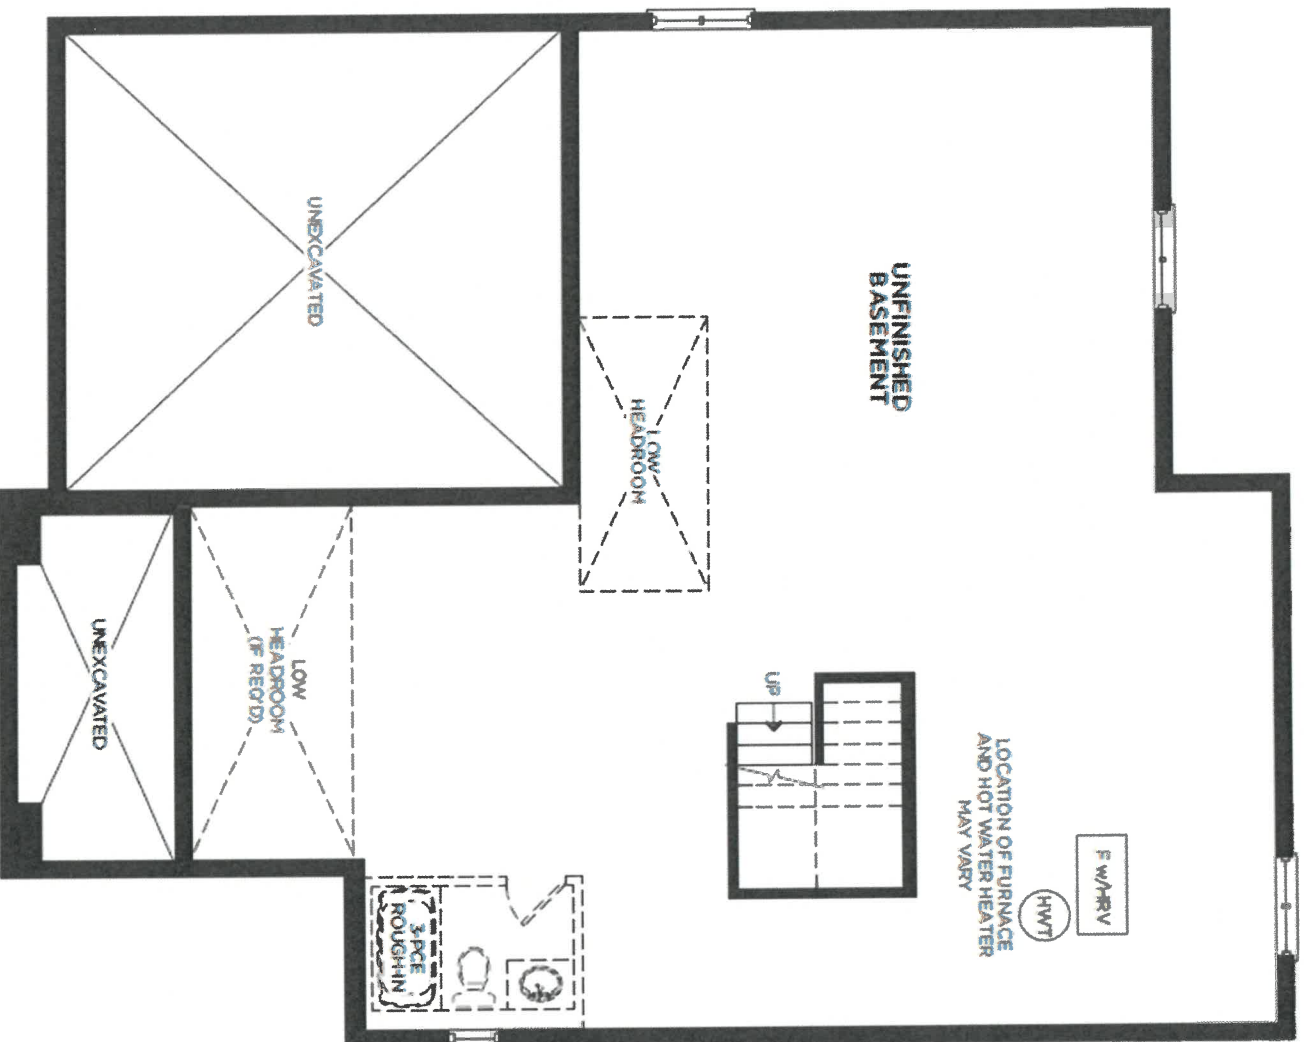 UNFINISHED
BASEMENT
UNEXCAVATED
LOW
HEADROOM
LOW
HEADROOM
(IF REQ'D)
UNEXCAVATED
UP
LOCATION OF FURNACE
AND HOT WATER HEATER
MAY VARY
F w/HRV
HWT
3-PCE
ROUGH-IN